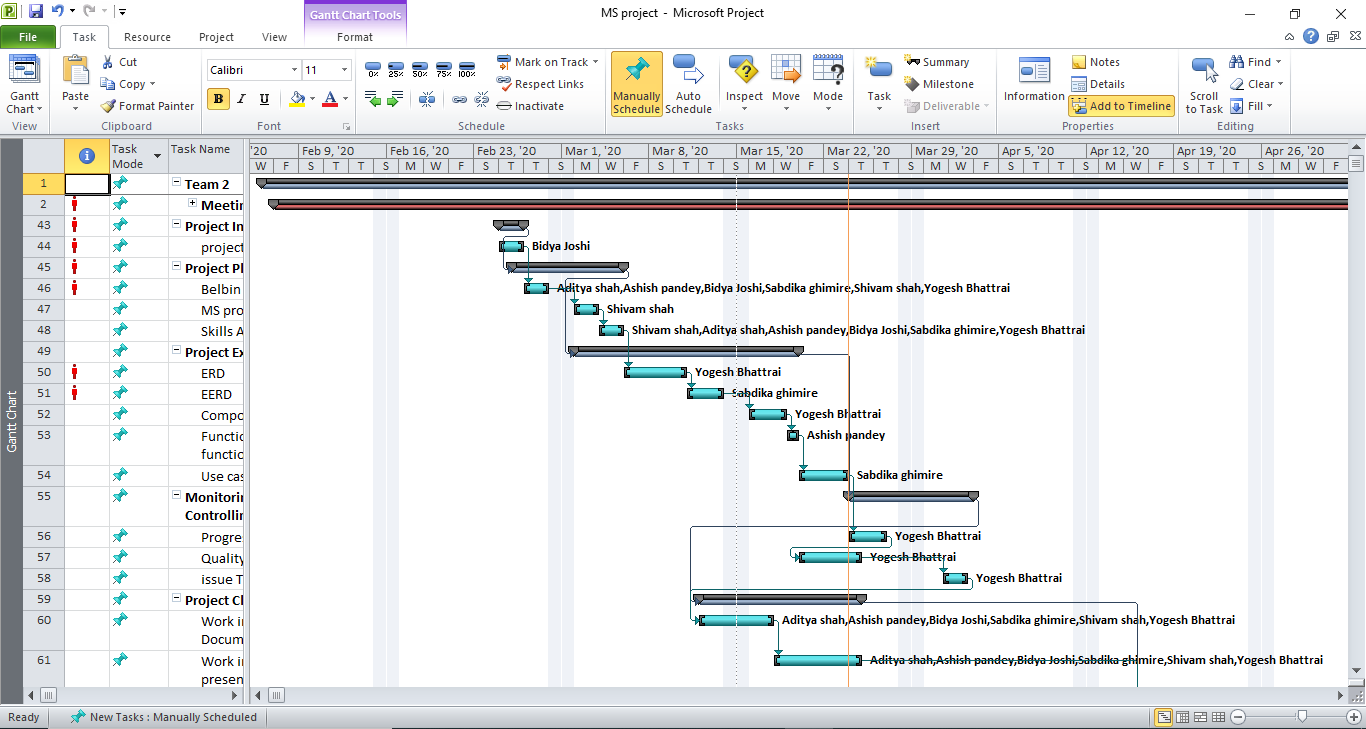 Gantt Chart Tools
MS project - Microsoft Project
File Task Resource Project View Format
Gantt Chart
View
Paste
Cut
Copy
Format Painter
Clipboard
Calibri 11
B I U A
Font
0% 25% 50% 75% 100%
Mark on Track
Respect Links
Inactivate
Schedule
Manually Schedule
Auto Schedule
Inspect
Move
Mode
Tasks
Task
Summary
Milestone
Deliverable
Insert
Information
Notes
Details
Add to Timeline
Properties
Scroll to Task
Find
Clear
Fill
Editing
Task Mode Task Name
'20 Feb 9, '20 Feb 16, '20 Feb 23, '20 Mar 1, '20 Mar 8, '20 Mar 15, '20 Mar 22, '20 Mar 29, '20 Apr 5, '20 Apr 12, '20 Apr 19, '20 Apr 26, '20
W F S T T S M W F S T T S M W F S T T S M W F S T T S M W F S T T S M W F S T T S M W F
1 Team 2
2 Meetin
43 Project In
44 project Bidya Joshi
45 Project Pl
46 Belbin Aditya shah,Ashish pandey,Bidya Joshi,Sabdika ghimire,Shivam shah,Yogesh Bhattrai
47 MS pro Shivam shah
48 Skills A Shivam shah,Aditya shah,Ashish pandey,Bidya Joshi,Sabdika ghimire,Yogesh Bhattrai
49 Project Ex
50 ERD Yogesh Bhattrai
51 EERD Sabdika ghimire
52 Compo Yogesh Bhattrai
53 Functio Ashish pandey
functio
54 Use cas Sabdika ghimire
55 Monitorin
Controllin
56 Progre Yogesh Bhattrai
57 Quality Yogesh Bhattrai
58 issue T Yogesh Bhattrai
59 Project Cl
60 Work in Aditya shah,Ashish pandey,Bidya Joshi,Sabdika ghimire,Shivam shah,Yogesh Bhattrai
Docum
61 Work in Aditya shah,Ashish pandey,Bidya Joshi,Sabdika ghimire,Shivam shah,Yogesh Bhattrai
presen
Gantt Chart
Ready New Tasks : Manually Scheduled